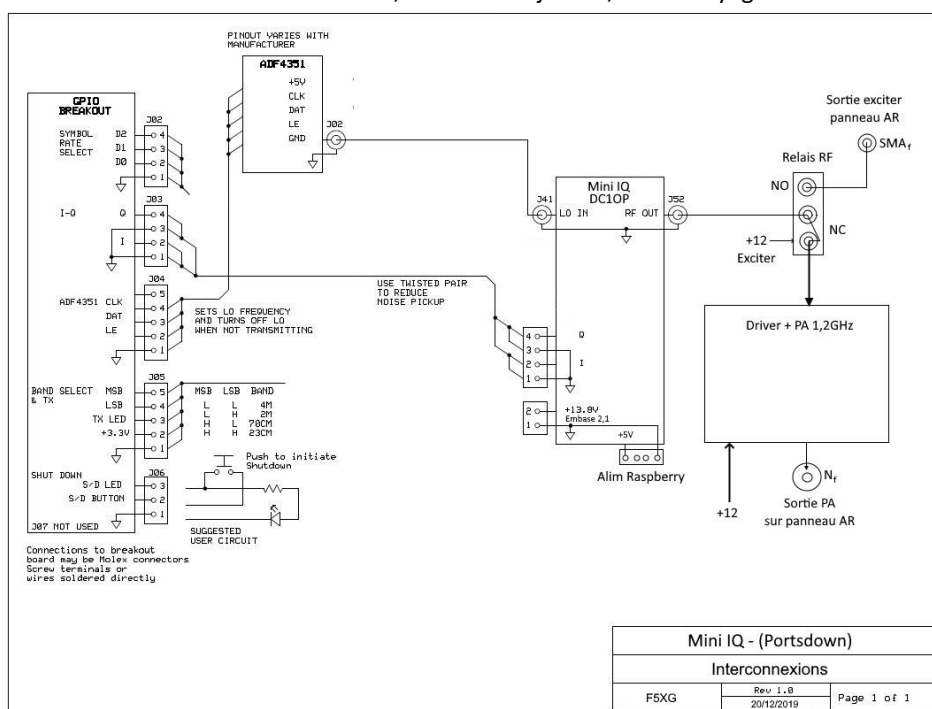 PINOUT VARIES WITH
MANUFACTURER
ADF4351
+5V
CLK
DAT
LE
GND
J02
GPIO
BREAKOUT
J02
SYMBOL
RATE
SELECT
D2
D1
D0
4
3
2
1
J03
I-Q
Q
I
4
3
2
1
J04
ADF4351 CLK
DAT
LE
5
4
3
2
1
SETS LO FREQUENCY
AND TURNS OFF LO
WHEN NOT TRANSMITTING
J05
BAND SELECT
& TX
MSB
LSB
TX LED
+3.3V
5
4
3
2
1
MSB LSB BAND
L L 4M
L H 2M
H L 70CM
H H 23CM
J06
SHUT DOWN
S/D LED
S/D BUTTON
3
2
1
J07 NOT USED
Push to initiate
Shutdown
SUGGESTED
USER CIRCUIT
Connections to breakout
board may be Molex connectors
Screw terminals or
wires soldered directly
USE TWISTED PAIR
TO REDUCE
NOISE PICKUP
Mini IQ
DC1OP
J41
LO IN
RF OUT
J52
4
3
2
1
Q
I
2
1
+13.8V
Embase 2,1
+5V
Alim Raspberry
Sortie exciter
panneau AR
SMAf
Relais RF
NO
NC
+12
Exciter
Driver + PA 1,2GHz
+12
Nf
Sortie PA
sur panneau AR
Mini IQ - (Portsdown)
Interconnexions
F5XG
Rev 1.0
20/12/2019
Page 1 of 1